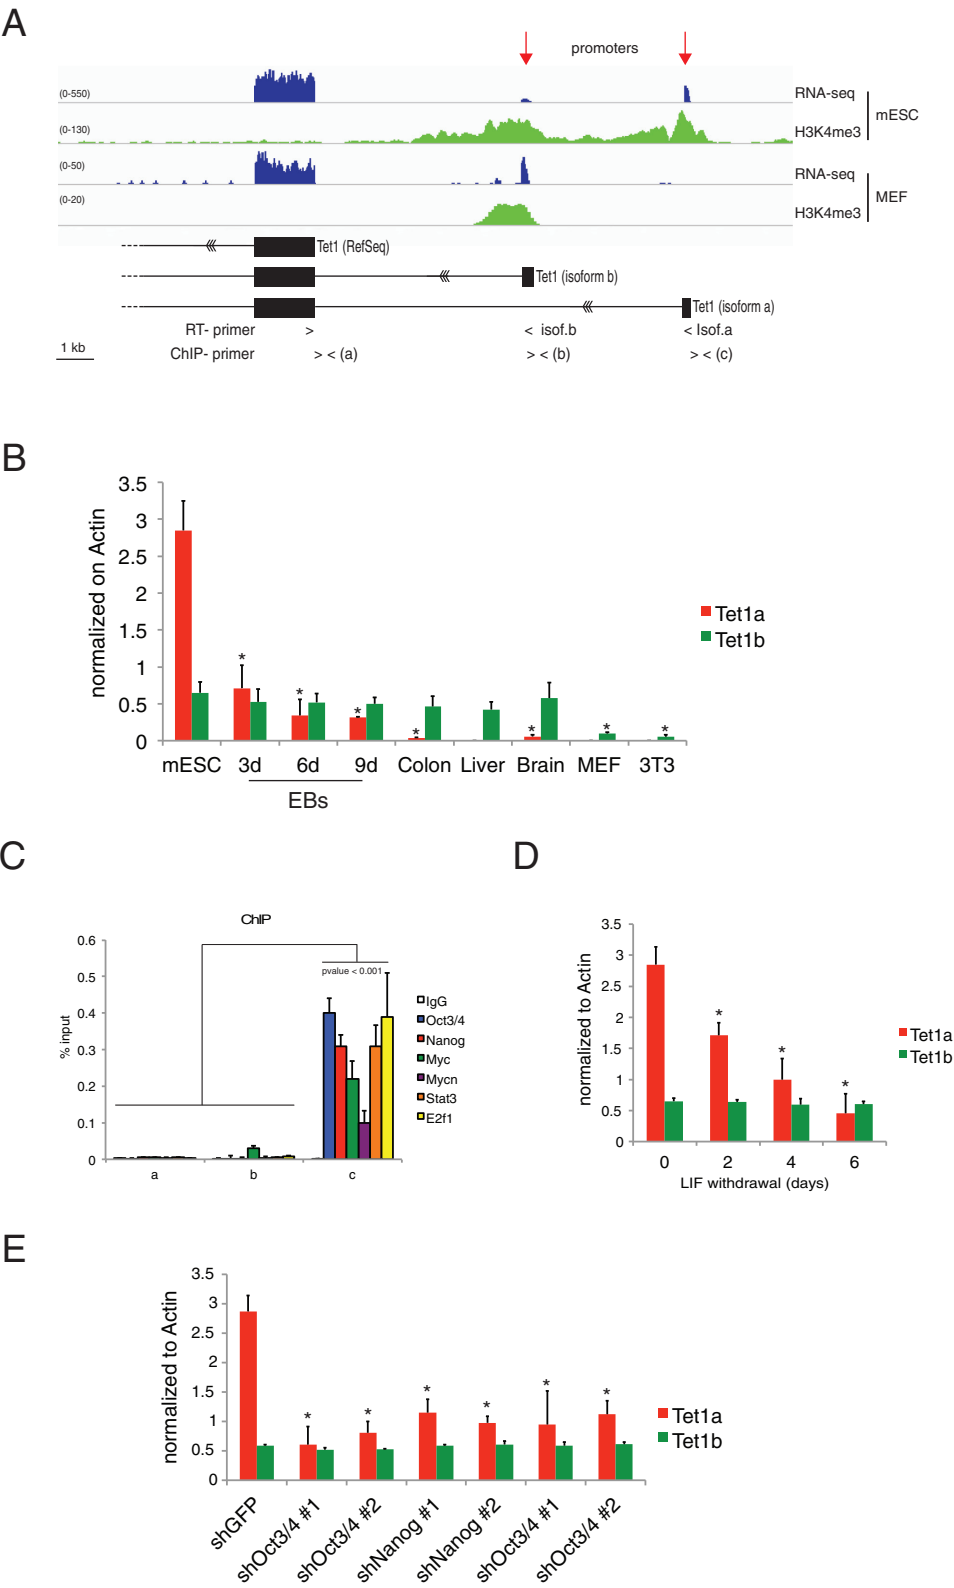 A
promoters
(0-550)
RNA-seq
mESC
(0-130)
H3K4me3
(0-50)
RNA-seq
MEF
(0-20)
H3K4me3
Tet1 (RefSeq)
Tet1 (isoform b)
Tet1 (isoform a)
RT- primer > < isof.b < Isof.a
1 kb
ChIP- primer > < (a) > < (b) > < (c)
B
normalized on Actin
3.5
3
2.5
2
1.5
1
0.5
0
* * * * * * *
Tet1a
Tet1b
mESC 3d 6d 9d Colon Liver Brain MEF 3T3
EBs
C
ChIP
% input
0.6
0.5
0.4
0.3
0.2
0.1
0
pvalue < 0.001
IgG
Oct3/4
Nanog
Myc
Mycn
Stat3
E2f1
a b c
D
normalized to Actin
3.5
3
2.5
2
1.5
1
0.5
0
* * *
Tet1a
Tet1b
0 2 4 6
LIF withdrawal (days)
E
normalized to Actin
3.5
3
2.5
2
1.5
1
0.5
0
* * * * * *
Tet1a
Tet1b
shGFP
shOct3/4 #1
shOct3/4 #2
shNanog #1
shNanog #2
shOct3/4 #1
shOct3/4 #2